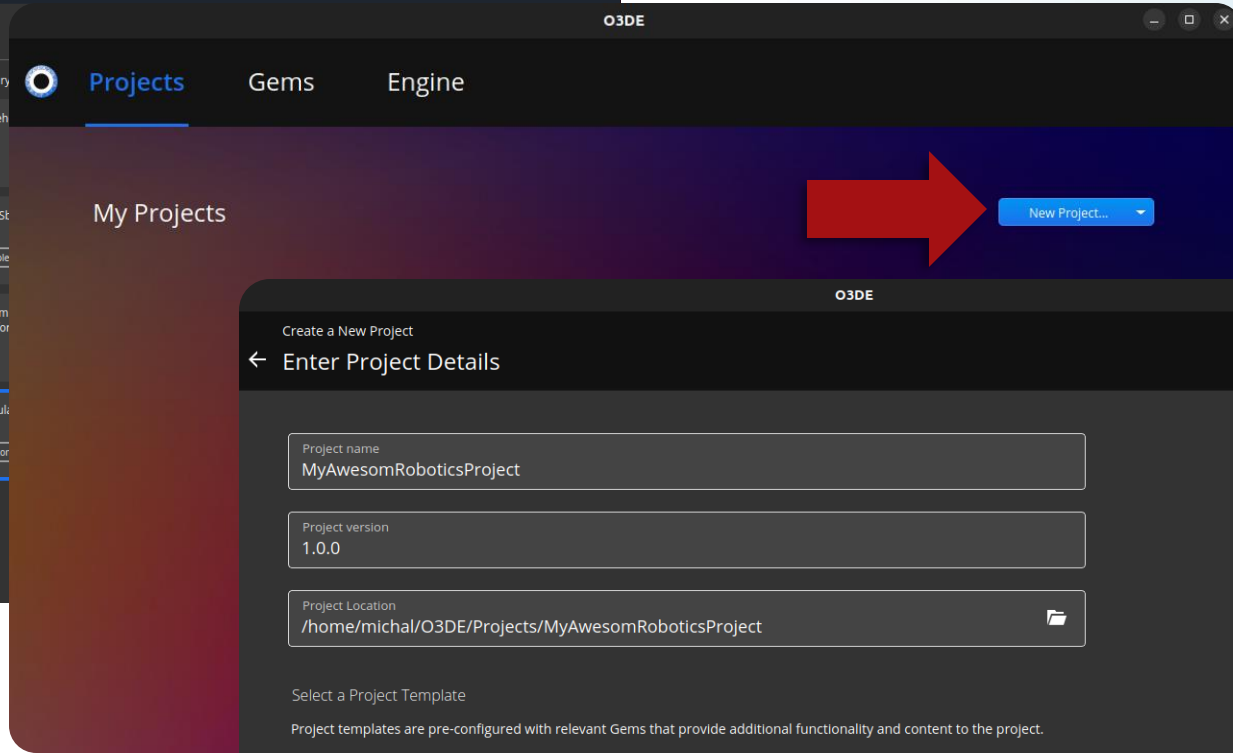 O3DE
Projects Gems Engine
My Projects
New Project...
O3DE
Create a New Project
Enter Project Details
Project name
MyAwesomRoboticsProject
Project version
1.0.0
Project Location
/home/michal/O3DE/Projects/MyAwesomRoboticsProject
Select a Project Template
Project templates are pre-configured with relevant Gems that provide additional functionality and content to the project.